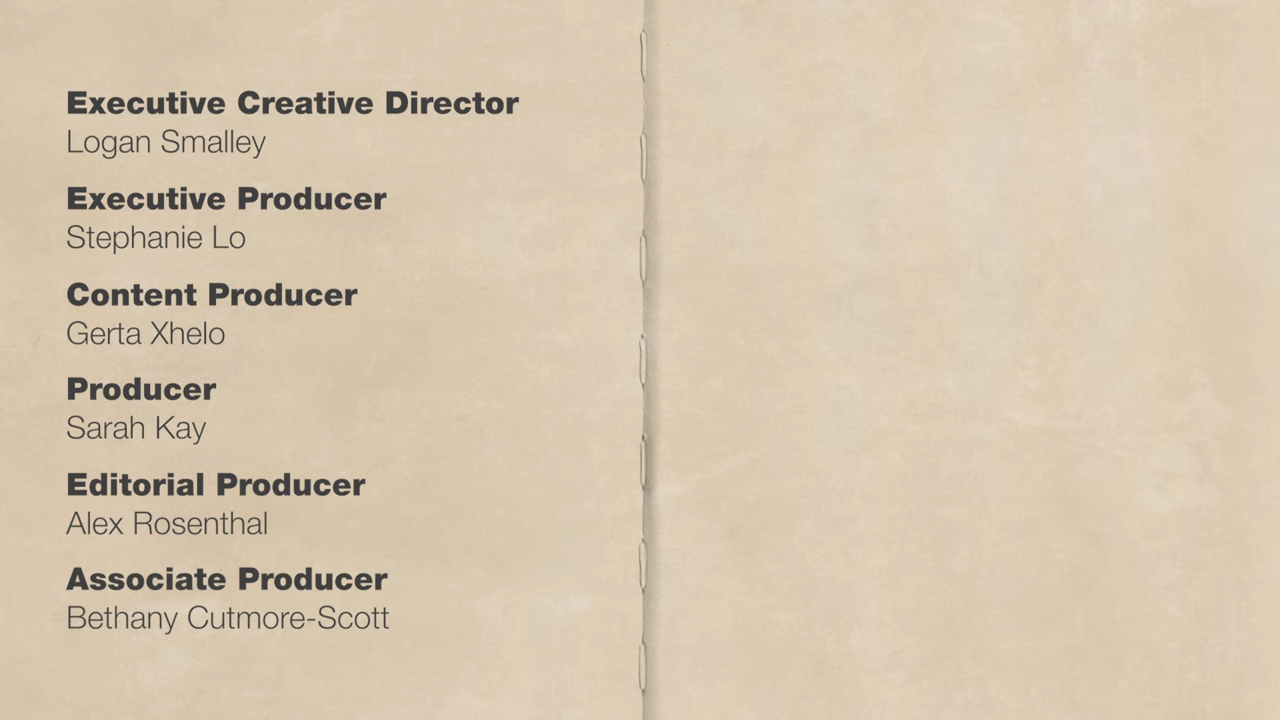 Executive Creative Director
Logan Smalley
Executive Producer
Stephanie Lo
Content Producer
Gerta Xhelo
Producer
Sarah Kay
Editorial Producer
Alex Rosenthal
Associate Producer
Bethany Cutmore-Scott